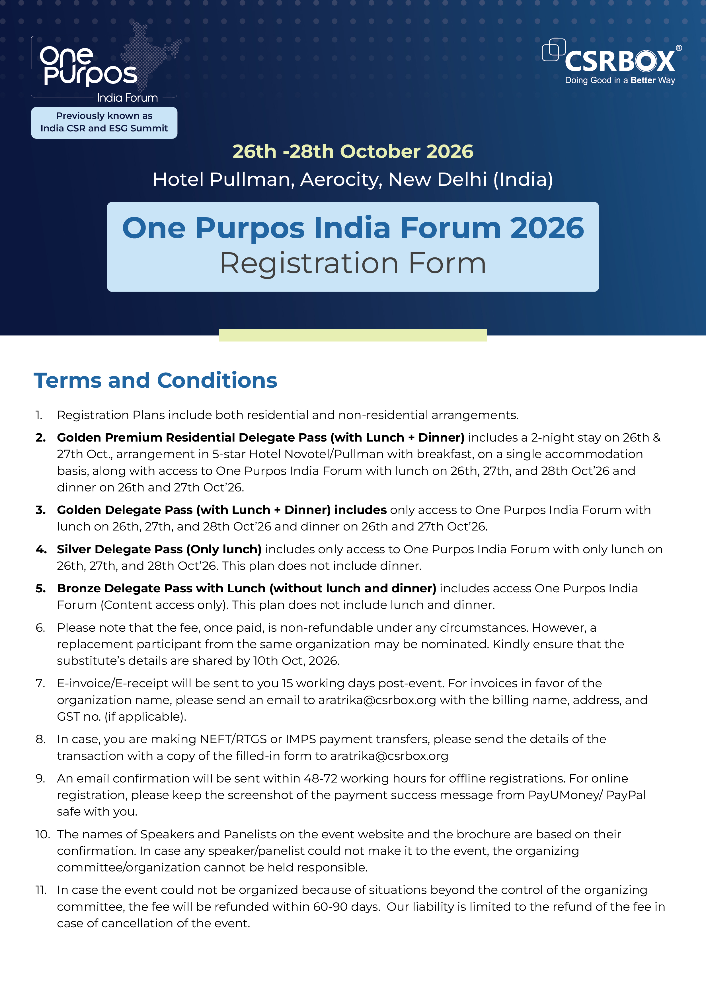 One
Purpos
India Forum
Previously known as
India CSR and ESG Summit
CSRBOX®
Doing Good in a Better Way
26th -28th October 2026
Hotel Pullman, Aerocity, New Delhi (India)
One Purpos India Forum 2026
Registration Form
Terms and Conditions
1. Registration Plans include both residential and non-residential arrangements.
2. Golden Premium Residential Delegate Pass (with Lunch + Dinner) includes a 2-night stay on 26th &
27th Oct., arrangement in 5-star Hotel Novotel/Pullman with breakfast, on a single accommodation
basis, along with access to One Purpos India Forum with lunch on 26th, 27th, and 28th Oct’26 and
dinner on 26th and 27th Oct’26.
3. Golden Delegate Pass (with Lunch + Dinner) includes only access to One Purpos India Forum with
lunch on 26th, 27th, and 28th Oct’26 and dinner on 26th and 27th Oct’26.
4. Silver Delegate Pass (Only lunch) includes only access to One Purpos India Forum with only lunch on
26th, 27th, and 28th Oct’26. This plan does not include dinner.
5. Bronze Delegate Pass with Lunch (without lunch and dinner) includes access One Purpos India
Forum (Content access only). This plan does not include lunch and dinner.
6. Please note that the fee, once paid, is non-refundable under any circumstances. However, a
replacement participant from the same organization may be nominated. Kindly ensure that the
substitute’s details are shared by 10th Oct, 2026.
7. E-invoice/E-receipt will be sent to you 15 working days post-event. For invoices in favor of the
organization name, please send an email to aratrika@csrbox.org with the billing name, address, and
GST no. (if applicable).
8. In case, you are making NEFT/RTGS or IMPS payment transfers, please send the details of the
transaction with a copy of the filled-in form to aratrika@csrbox.org
9. An email confirmation will be sent within 48-72 working hours for offline registrations. For online
registration, please keep the screenshot of the payment success message from PayUMoney/ PayPal
safe with you.
10. The names of Speakers and Panelists on the event website and the brochure are based on their
confirmation. In case any speaker/panelist could not make it to the event, the organizing
committee/organization cannot be held responsible.
11. In case the event could not be organized because of situations beyond the control of the organizing
committee, the fee will be refunded within 60-90 days.  Our liability is limited to the refund of the fee in
case of cancellation of the event.